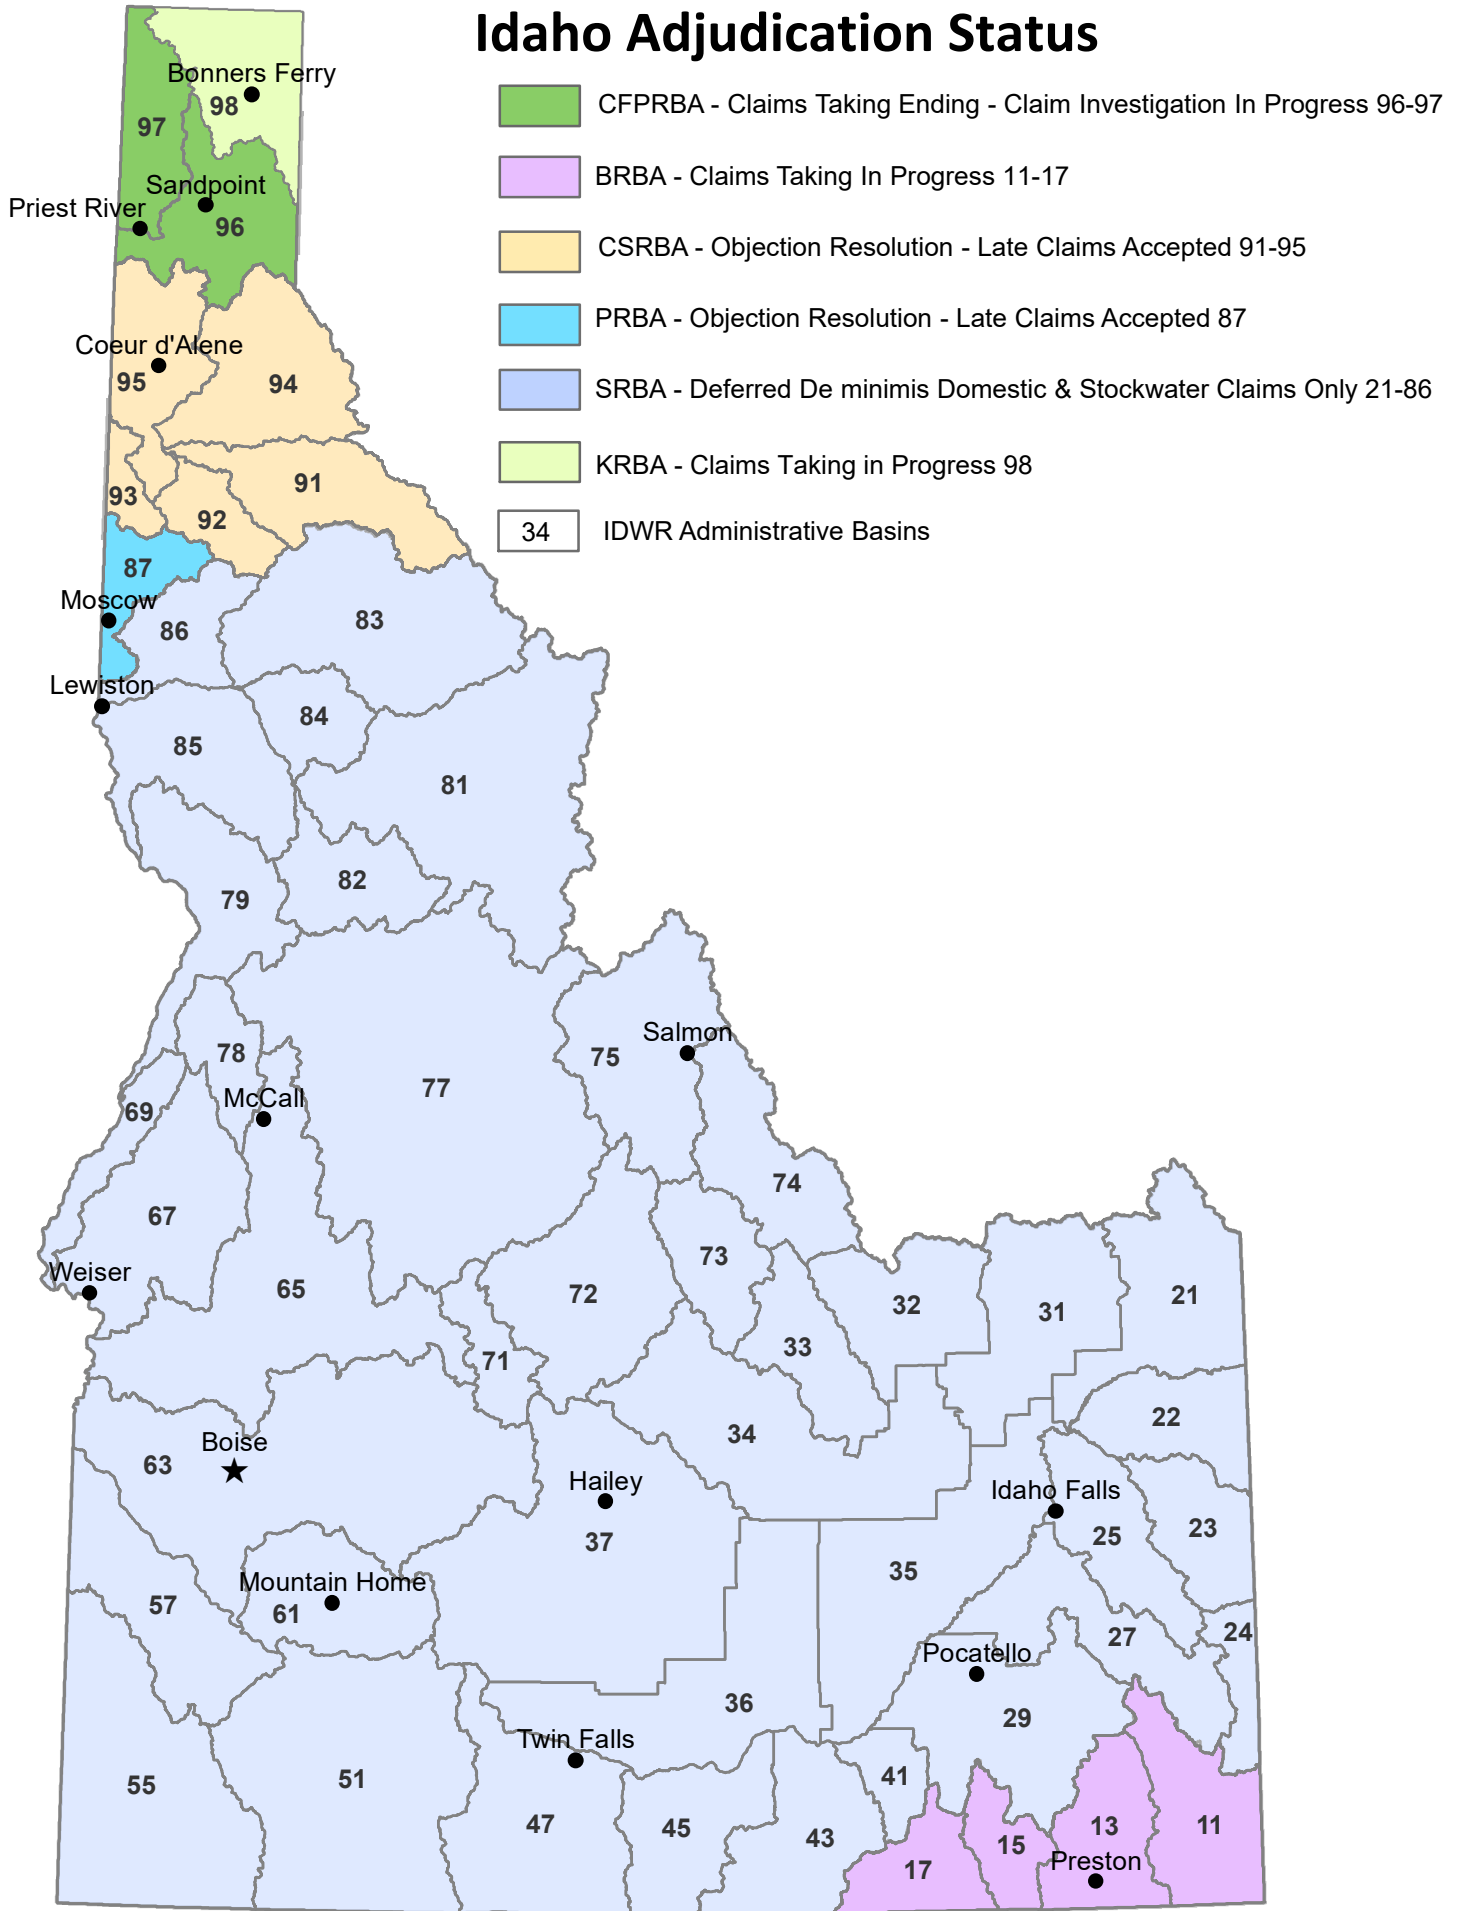 Idaho Adjudication Status
CFPRBA - Claims Taking Ending - Claim Investigation In Progress 96-97
BRBA - Claims Taking In Progress 11-17
CSRBA - Objection Resolution - Late Claims Accepted 91-95
PRBA - Objection Resolution - Late Claims Accepted 87
SRBA - Deferred De minimis Domestic & Stockwater Claims Only 21-86
KRBA - Claims Taking in Progress 98
34 IDWR Administrative Basins
Bonners Ferry
98
97
Sandpoint
Priest River
96
Coeur d'Alene
95
94
91
93
92
87
Moscow
86
83
Lewiston
84
85
81
82
79
Salmon
78
75
77
McCall
69
74
67
73
Weiser
65
72
32
31
21
33
71
22
34
Boise
63
Hailey
Idaho Falls
37
25
23
35
Mountain Home
57
61
27
24
Pocatello
36
29
Twin Falls
55
51
41
47
45
43
13
11
15
Preston
17